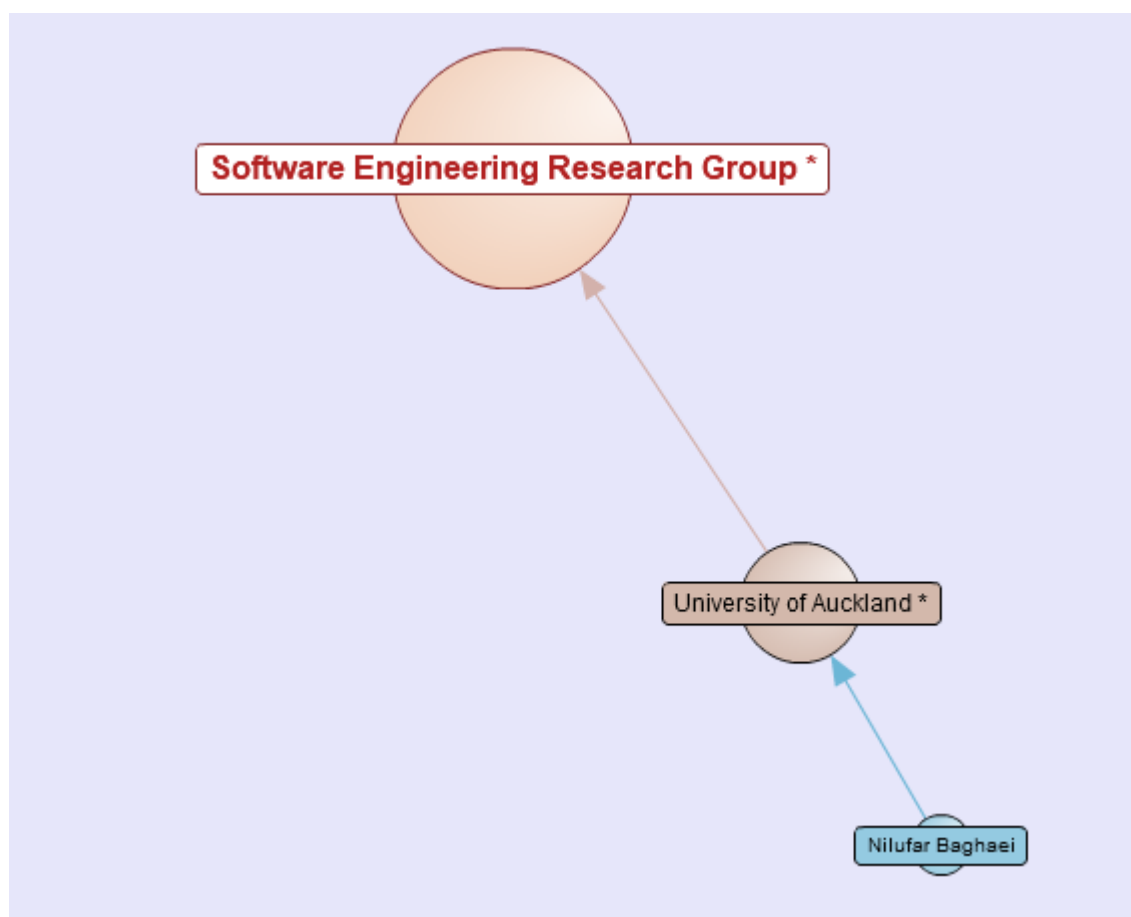 Software Engineering Research Group *
University of Auckland *
Nilufar Baghaei